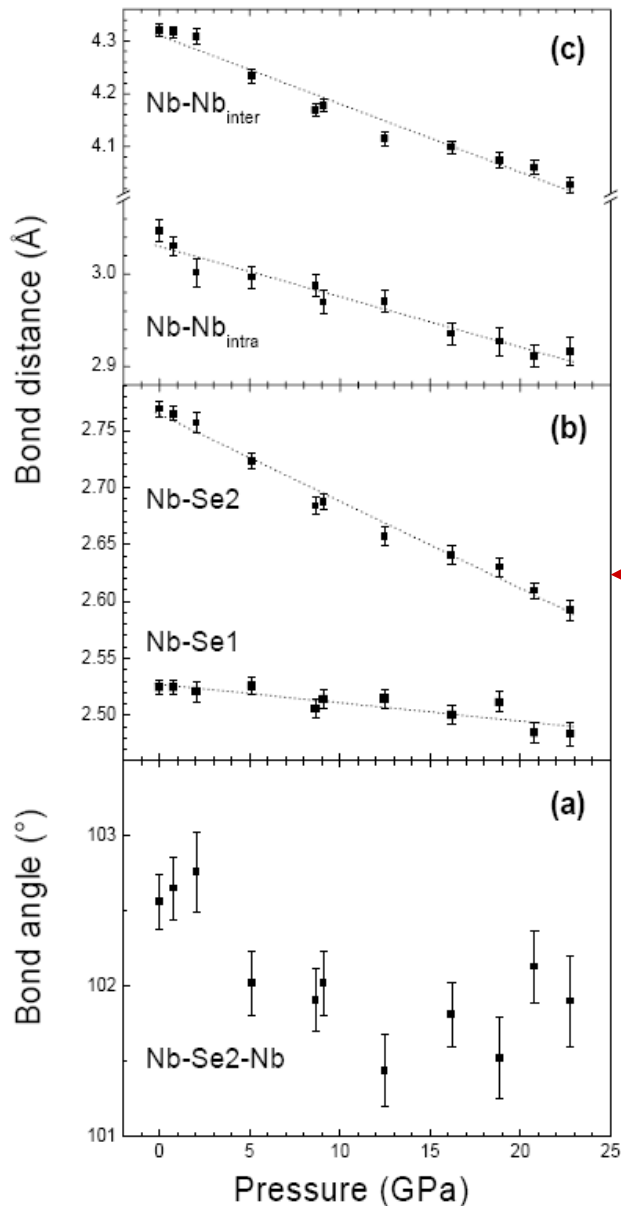 (c)
4.3
4.2
Nb-Nbinter
4.1
3.0
Nb-Nbintra
2.9
Bond distance (Å)
(b)
2.75
2.70
Nb-Se2
2.65
2.60
Nb-Se1
2.55
2.50
(a)
103
Bond angle (°)
102
Nb-Se2-Nb
101
0 5 10 15 20 25
Pressure (GPa)